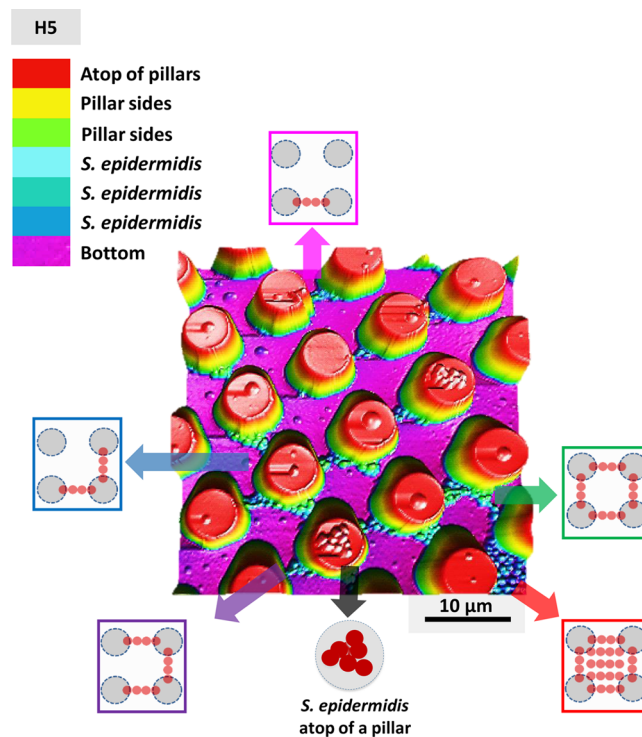 H5
Atop of pillars
Pillar sides
Pillar sides
S. epidermidis
S. epidermidis
S. epidermidis
Bottom
10 µm
S. epidermidis
atop of a pillar